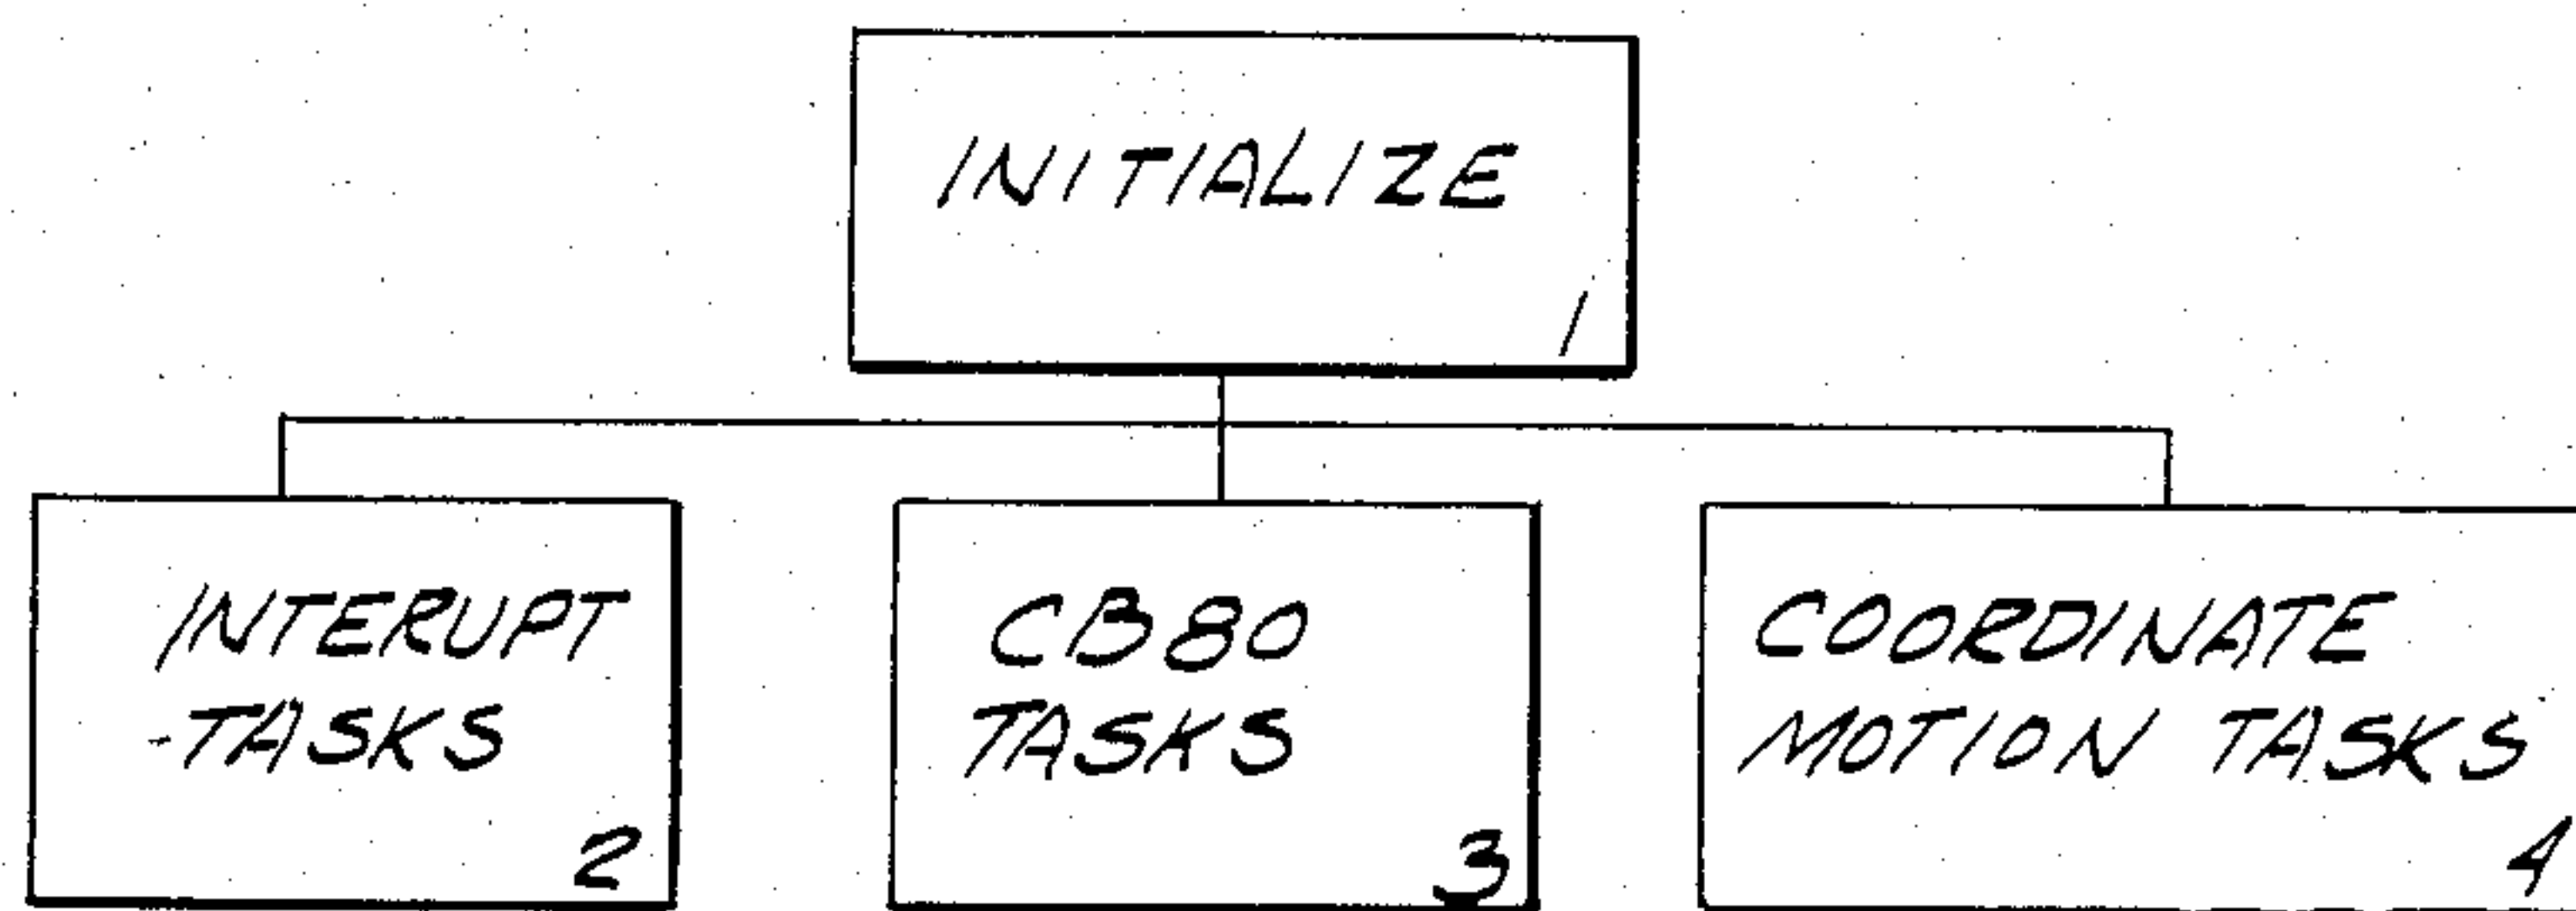 INITIALIZE
1
INTERUPT
TASKS
2
CB80
TASKS
3
COORDINATE
MOTION TASKS
4